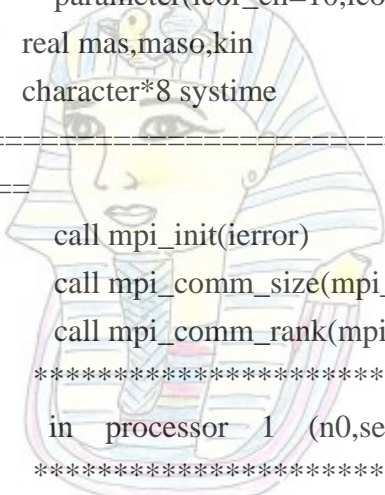 parameter(icor_en=10,ico
real mas,maso,kin
character*8 systime
========================
==
call mpi_init(ierror)
call mpi_comm_size(mpi_
call mpi_comm_rank(mpi
***********************
in processor 1 (n0,se
***********************